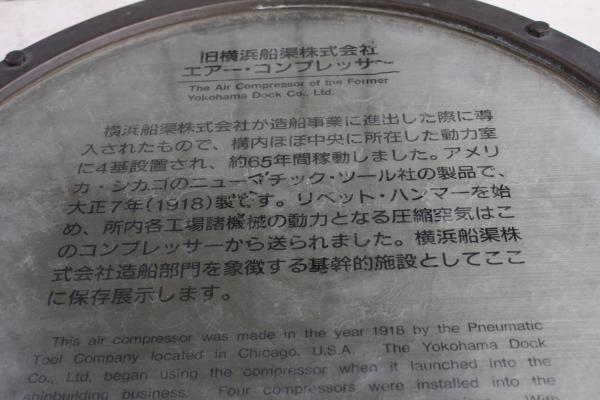 旧横浜船渠株式会社
エアー・コンプレッサー
The Air Compressor of the Former
Yokohama Dock Co., Ltd.
横浜船渠株式会社が造船事業に進出した際に導
入されたもので、構内ほぼ中央に所在した動力室
に4基設置され、約65年間稼動しました。アメリ
カ・シカゴのニューマチック・ツール社の製品で、
大正7年(1918)製です。リベット・ハンマーを始
め、所内各工場諸機械の動力となる圧縮空気はこ
のコンプレッサーから送られました。横浜船渠株
式会社造船部門を象徴する基幹的施設としてここ
に保存展示します。
This air compressor was made in the year 1918 by the Pneumatic
Tool Company located in Chicago, U.S.A. The Yokohama Dock
Co., Ltd. began using the compressor when it launched into the
shipbuilding business. Four compressors were installed into the
With